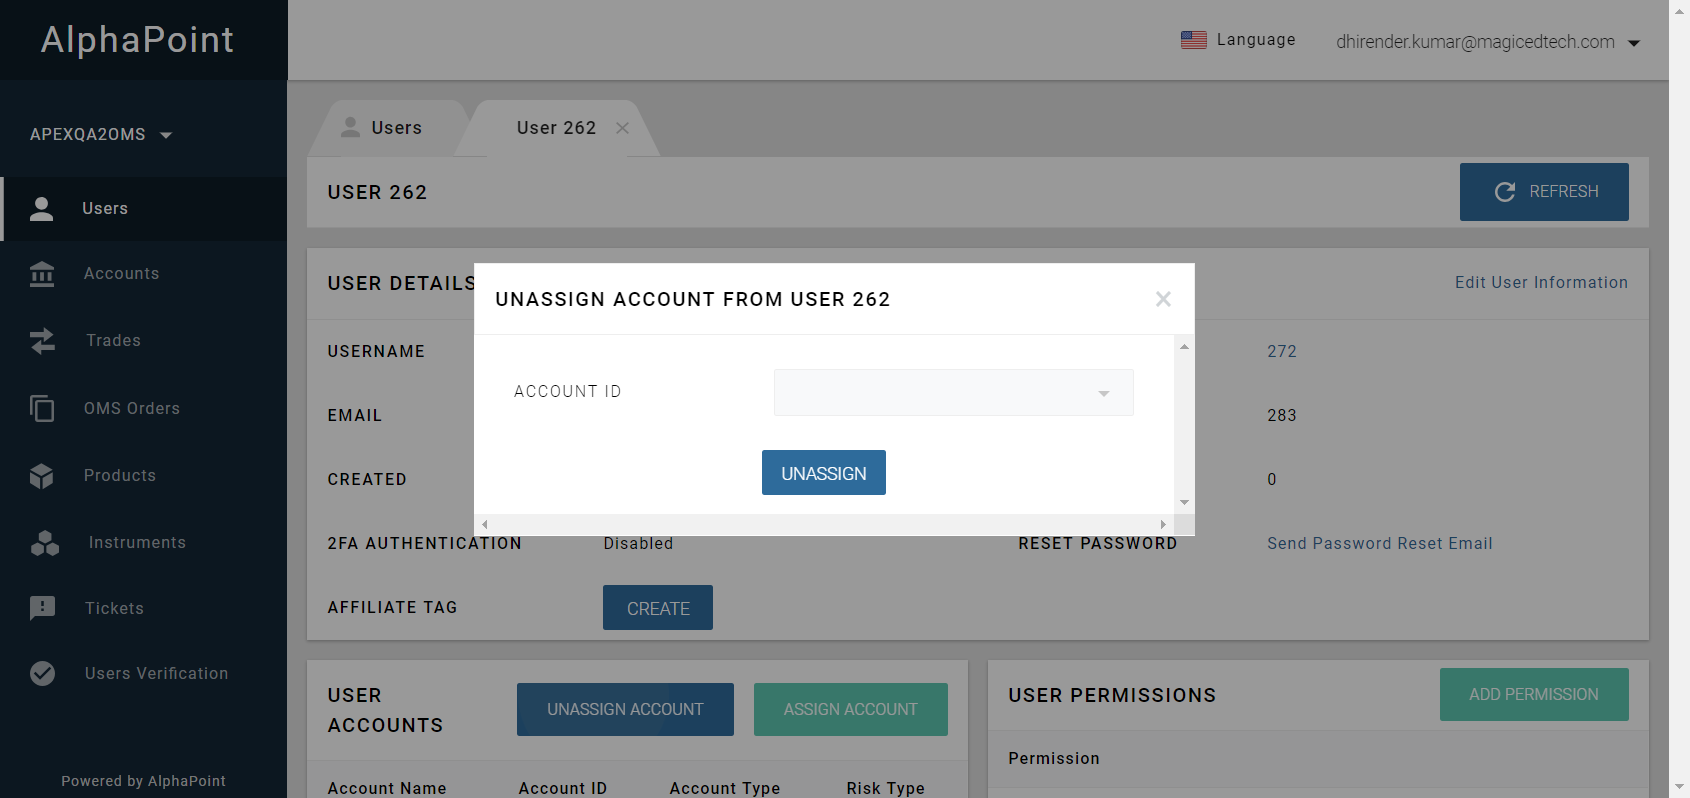 AlphaPoint
Language
dhirender.kumar@magicedtech.com
APEXQA2OMS
Users
Accounts
Trades
OMS Orders
Products
Instruments
Tickets
Users Verification
Powered by AlphaPoint
Users
User 262
USER 262
REFRESH
USER DETAILS
Edit User Information
UNASSIGN ACCOUNT FROM USER 262
ACCOUNT ID
UNASSIGN
USERNAME
272
EMAIL
283
CREATED
0
2FA AUTHENTICATION
Disabled
RESET PASSWORD
Send Password Reset Email
AFFILIATE TAG
CREATE
USER
ACCOUNTS
UNASSIGN ACCOUNT
ASSIGN ACCOUNT
Account Name
Account ID
Account Type
Risk Type
USER PERMISSIONS
ADD PERMISSION
Permission